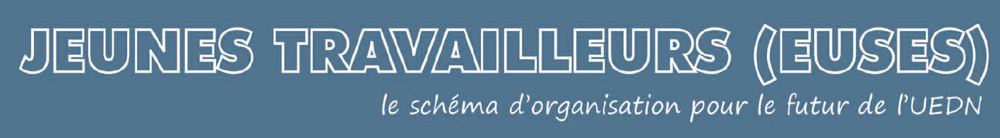 JEUNES TRAVAILLEURS (EUSES)
le schéma d'organisation pour le futur de l'UEDN